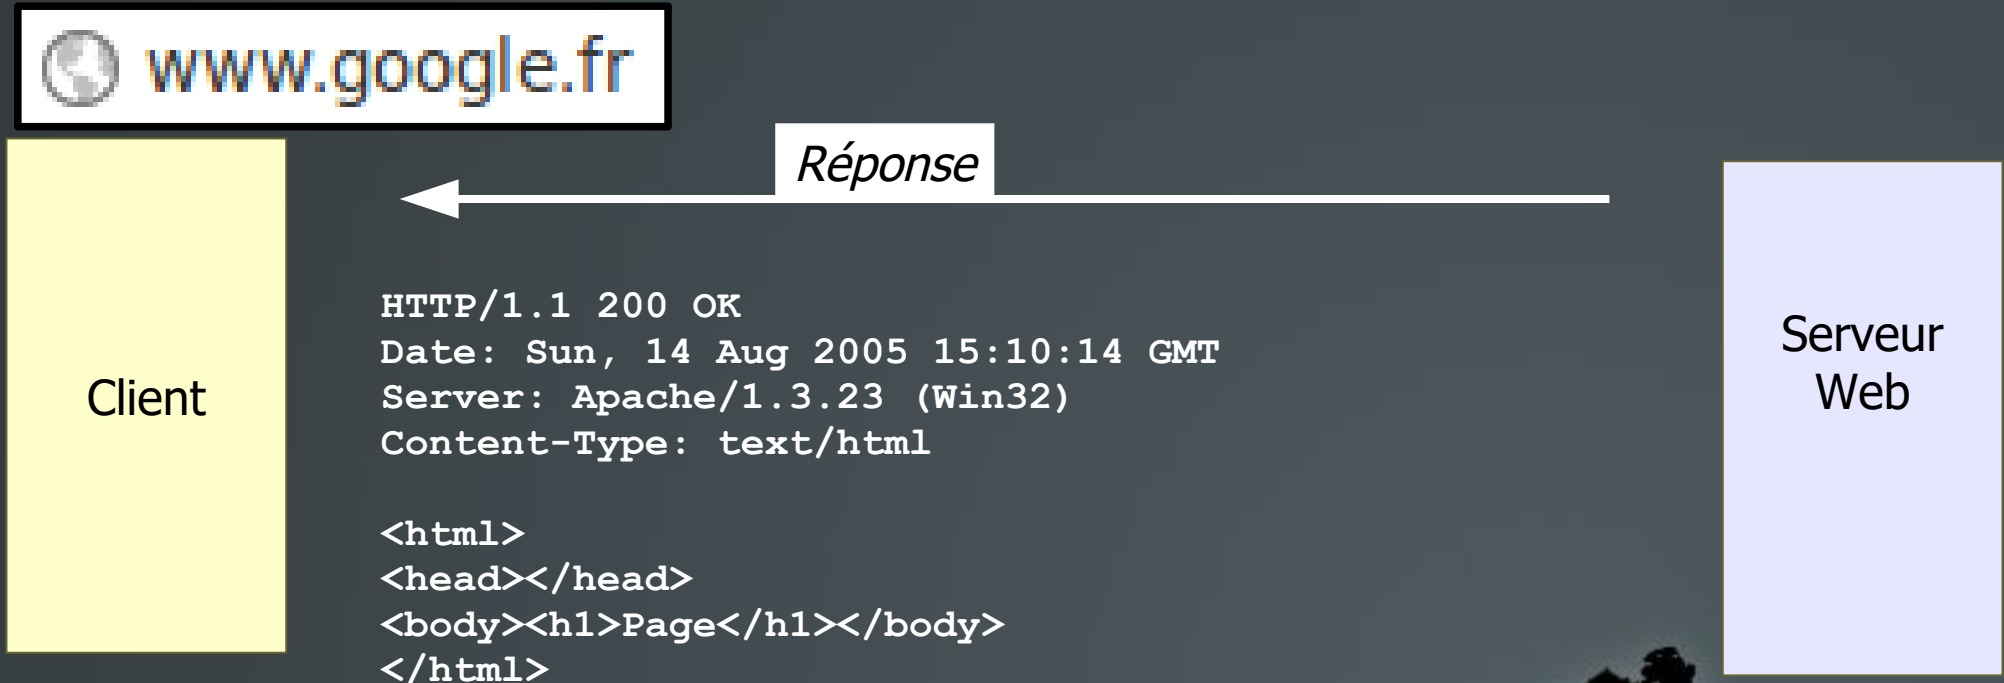 www.google.fr
Réponse
Client
HTTP/1.1 200 OK
Date: Sun, 14 Aug 2005 15:10:14 GMT
Server: Apache/1.3.23 (Win32)
Content-Type: text/html
<html>
<head></head>
<body><h1>Page</h1></body>
</html>
Serveur
Web